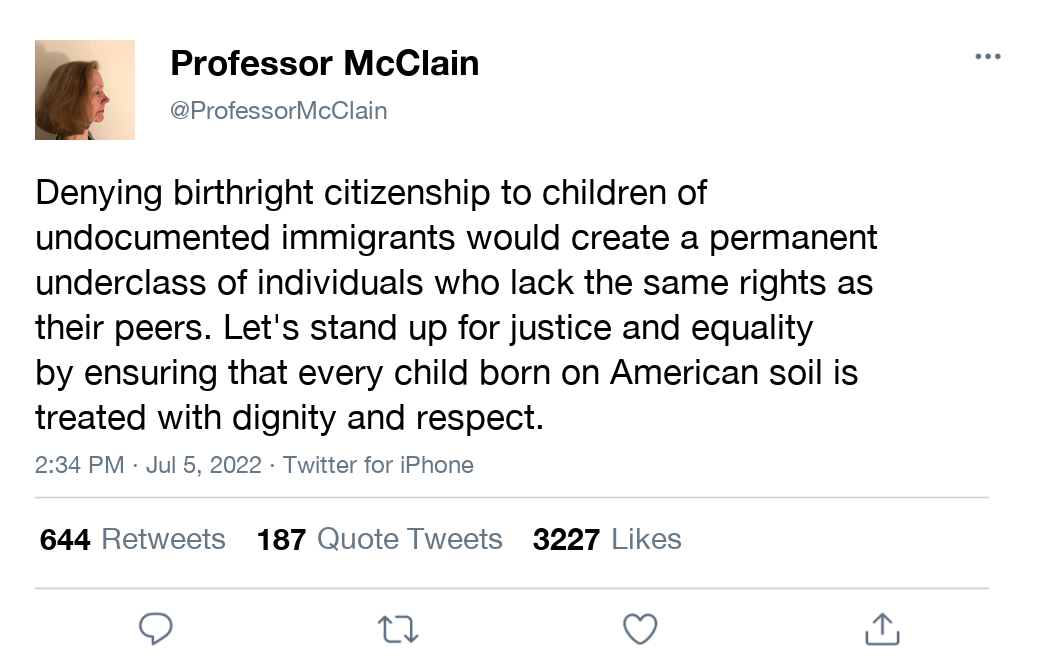 Professor McClain
@ProfessorMcClain
Denying birthright citizenship to children of
undocumented immigrants would create a permanent
underclass of individuals who lack the same rights as
their peers. Let's stand up for justice and equality
by ensuring that every child born on American soil is
treated with dignity and respect.
2:34 PM · Jul 5, 2022 · Twitter for iPhone
644 Retweets 187 Quote Tweets 3227 Likes